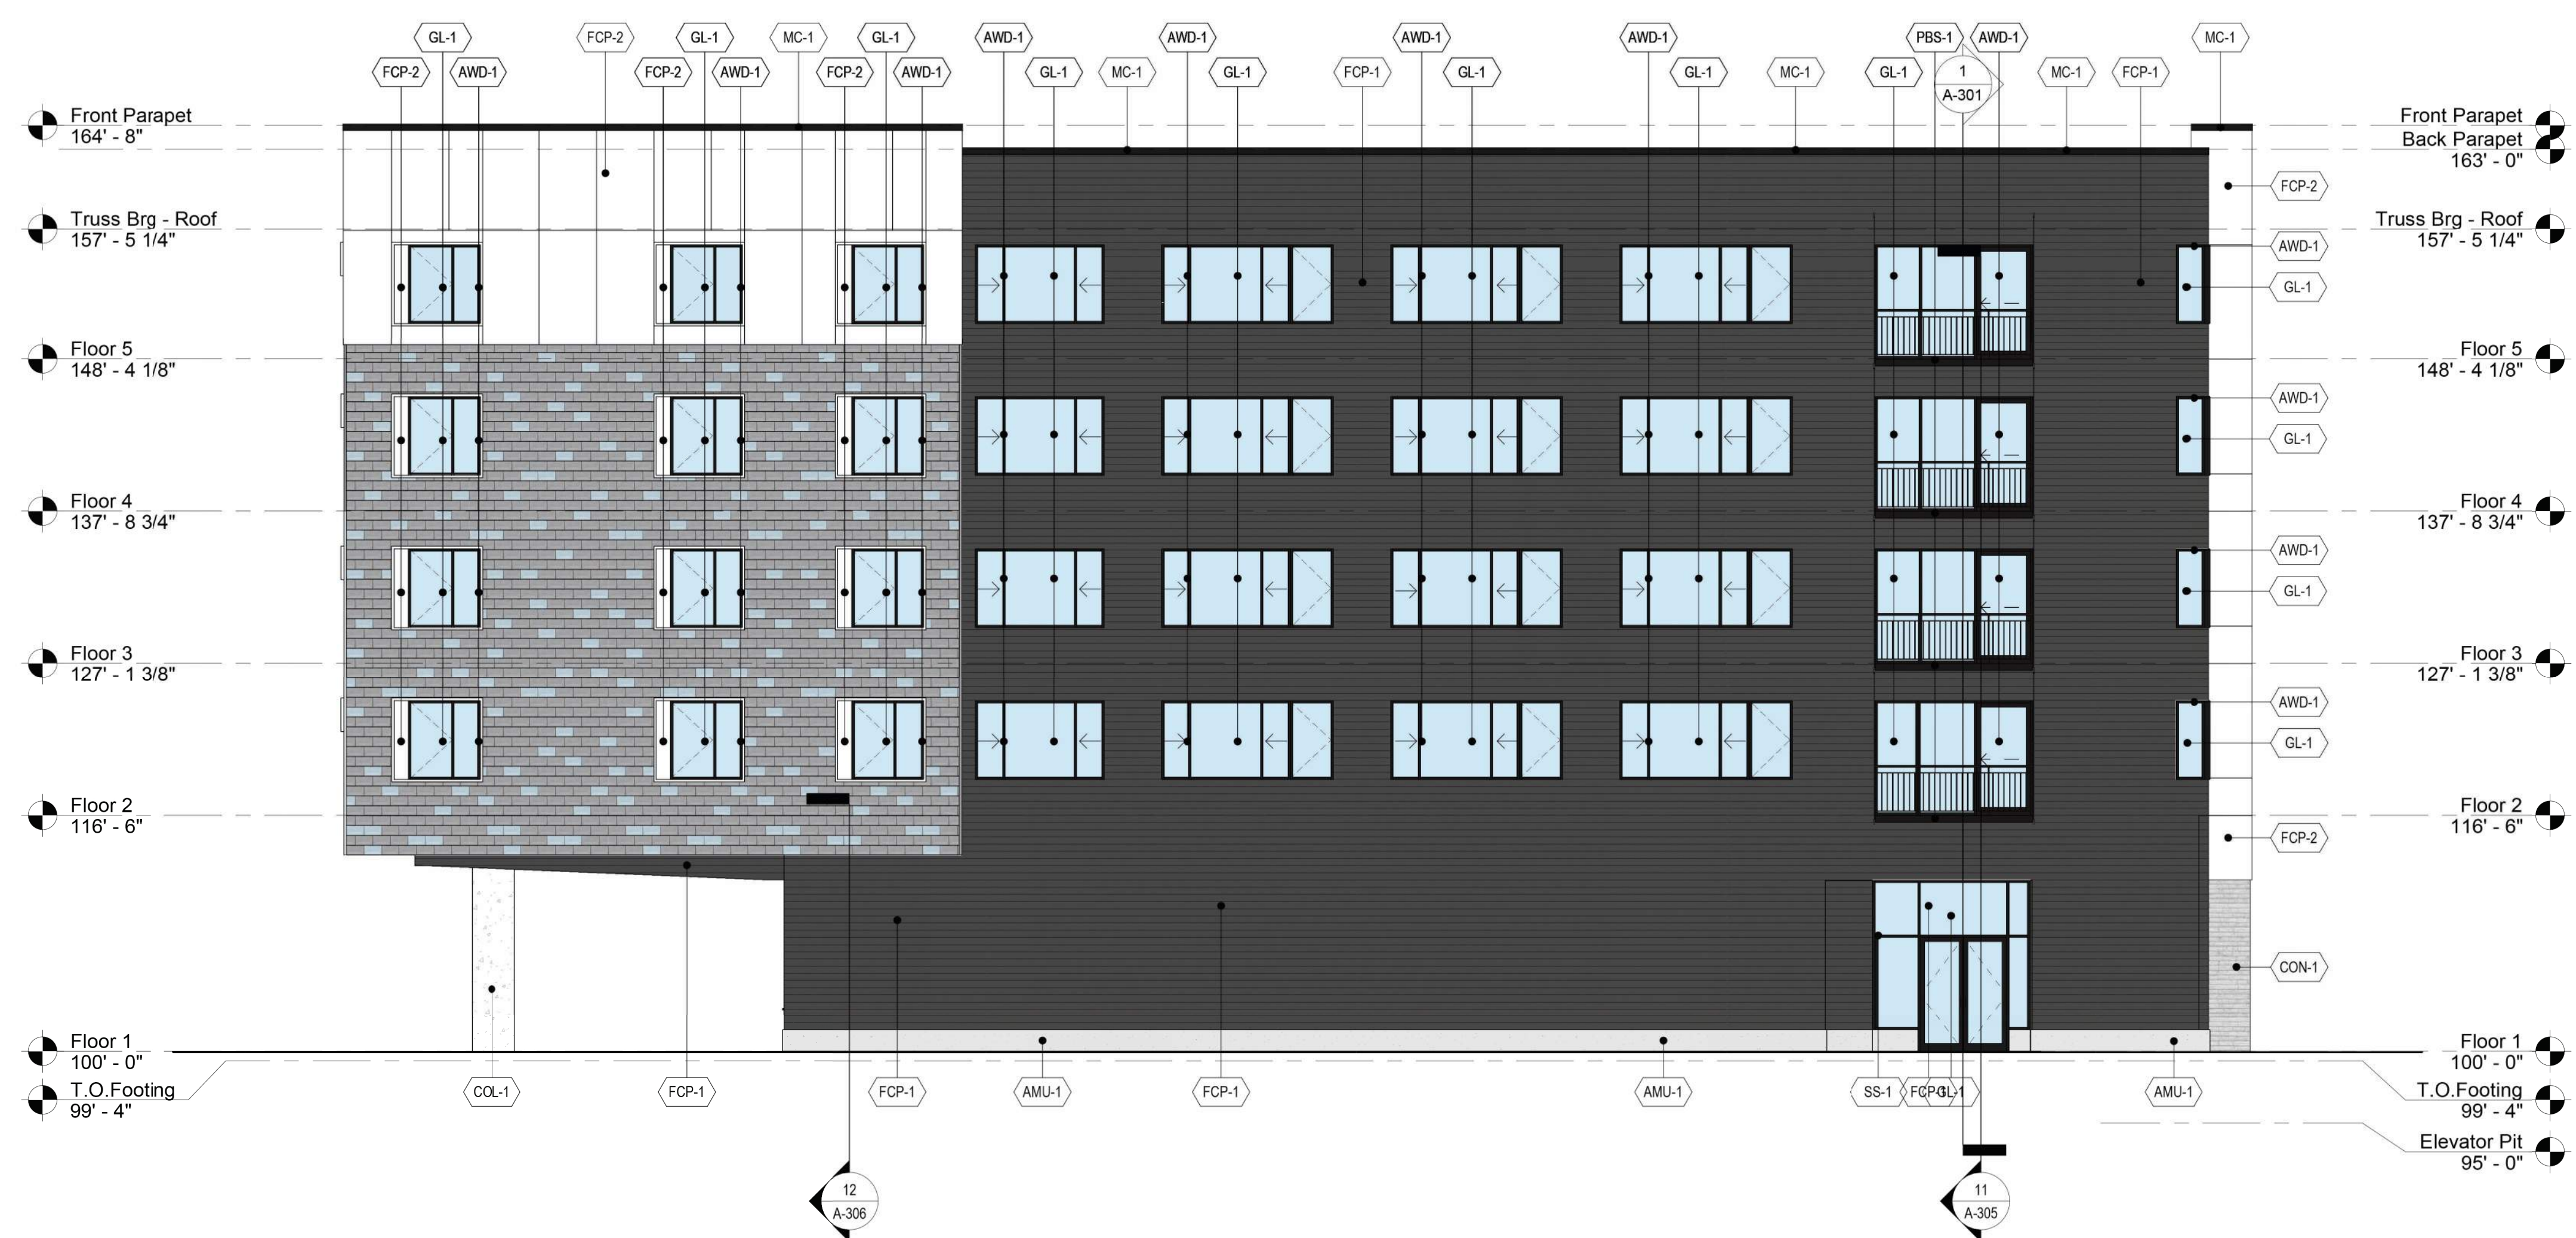 GL-1
FCP-2
GL-1
MC-1
GL-1
AWD-1
AWD-1
AWD-1
AWD-1
PBS-1
AWD-1
MC-1
FCP-2
AWD-1
FCP-2
AWD-1
FCP-2
AWD-1
GL-1
MC-1
GL-1
FCP-1
GL-1
GL-1
MC-1
GL-1
1
A-301
MC-1
FCP-1
Front Parapet
164' - 8"
Truss Brg - Roof
157' - 5 1/4"
Floor 5
148' - 4 1/8"
Floor 4
137' - 8 3/4"
Floor 3
127' - 1 3/8"
Floor 2
116' - 6"
Floor 1
100' - 0"
T.O.Footing
99' - 4"
Front Parapet
Back Parapet
163' - 0"
FCP-2
Truss Brg - Roof
157' - 5 1/4"
AWD-1
GL-1
Floor 5
148' - 4 1/8"
AWD-1
GL-1
Floor 4
137' - 8 3/4"
AWD-1
GL-1
Floor 3
127' - 1 3/8"
AWD-1
GL-1
Floor 2
116' - 6"
FCP-2
CON-1
Floor 1
100' - 0"
T.O.Footing
99' - 4"
Elevator Pit
95' - 0"
COL-1
FCP-1
FCP-1
AMU-1
FCP-1
AMU-1
SS-1
GL-1
AMU-1
12
A-306
11
A-305